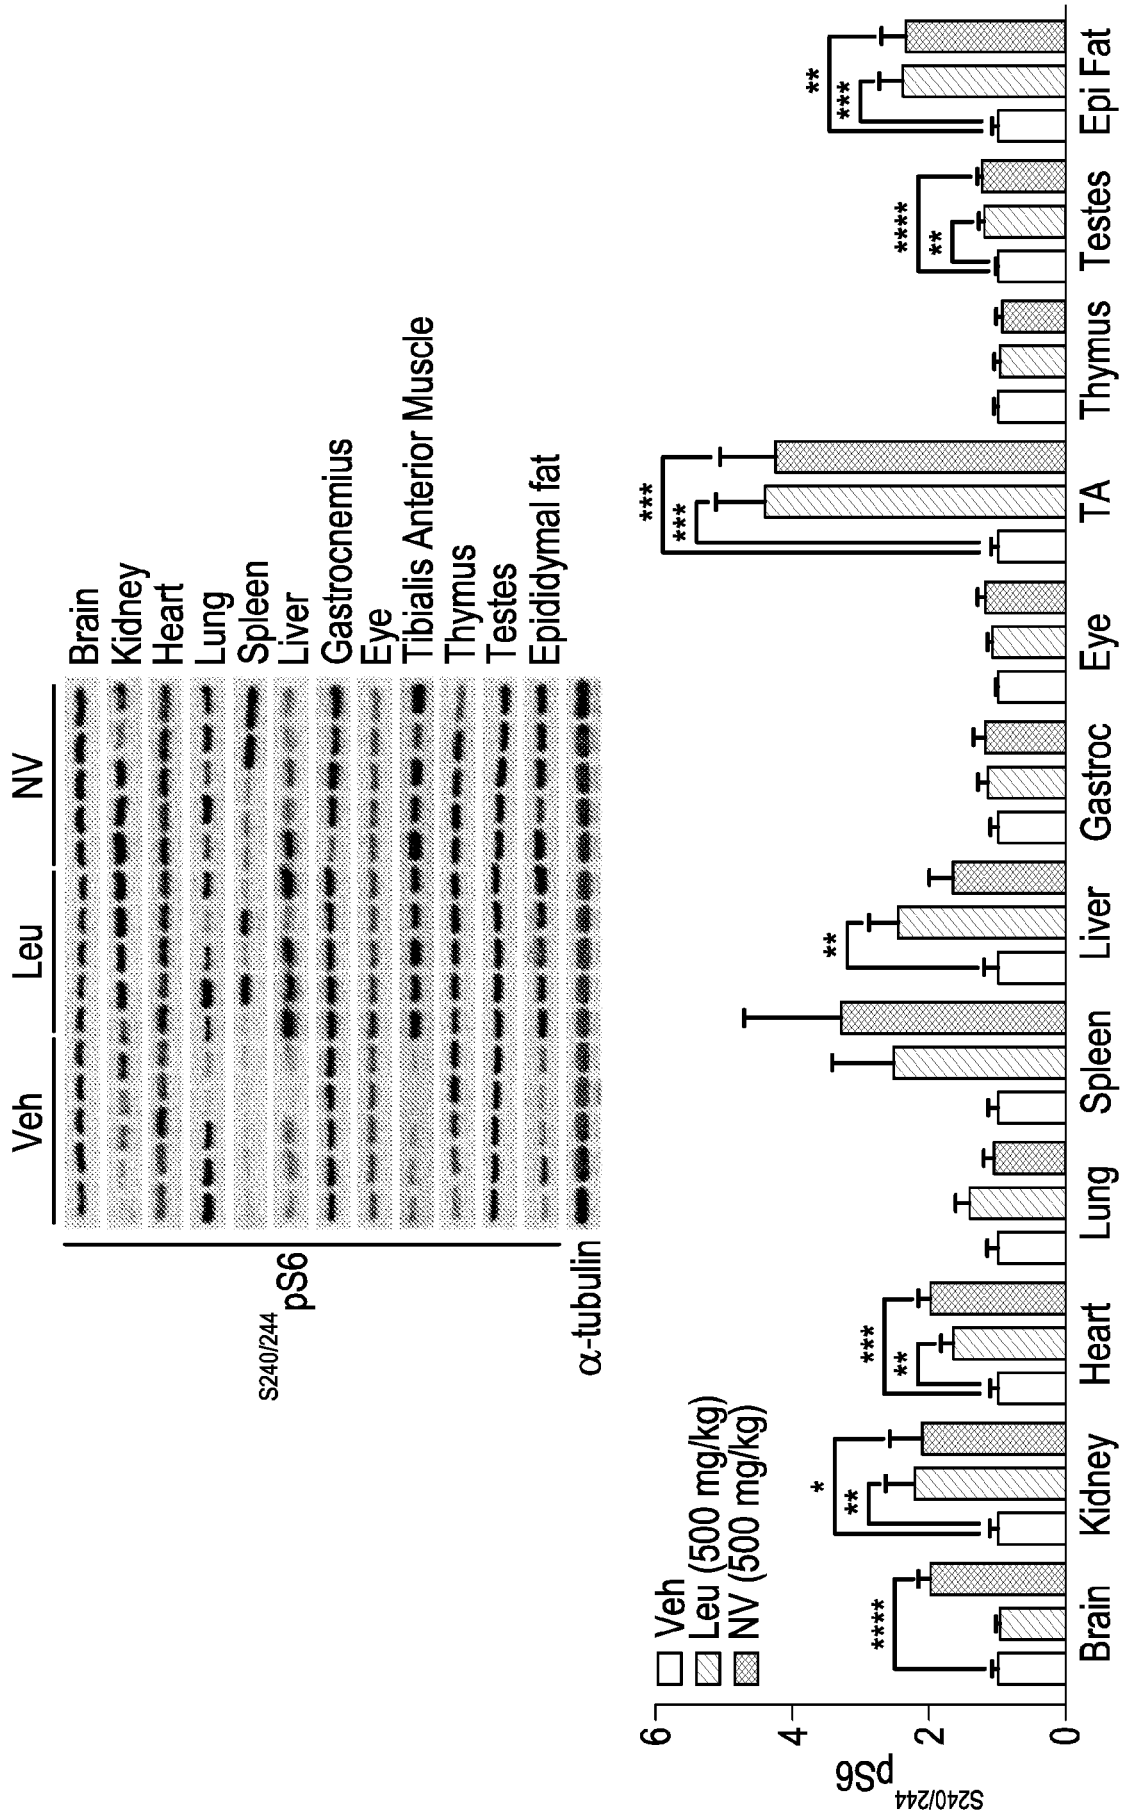 Veh Leu NV
Brain
Kidney
Heart
Lung
Spleen
Liver
Gastrocnemius
Eye
Tibialis Anterior Muscle
Thymus
Testes
Epididymal fat
S240/244 pS6
α-tubulin
Veh
Leu (500 mg/kg)
NV (500 mg/kg)
S240/244 pS6
6
4
2
0
****
* **
*** **
**
*** ***
**** **
** ***
Brain Kidney Heart Lung Spleen Liver Gastroc Eye TA Thymus Testes Epi Fat